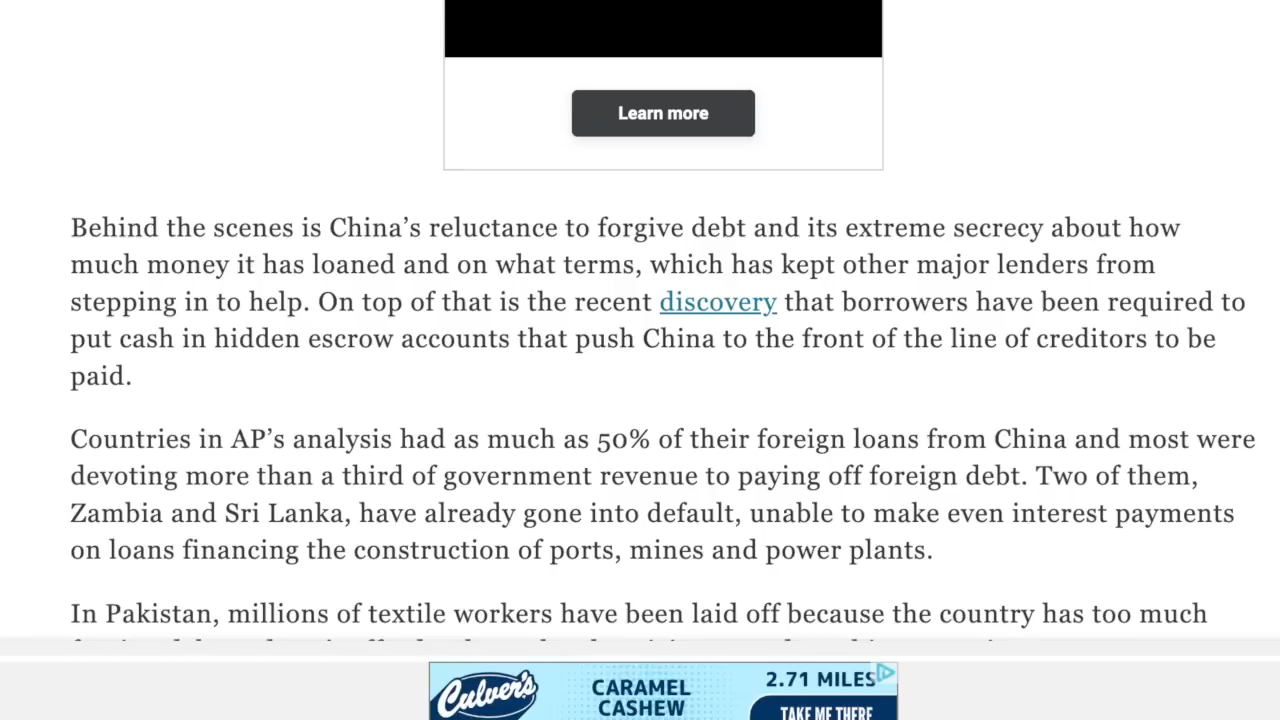 Learn more
Behind the scenes is China’s reluctance to forgive debt and its extreme secrecy about how
much money it has loaned and on what terms, which has kept other major lenders from
stepping in to help. On top of that is the recent discovery that borrowers have been required to
put cash in hidden escrow accounts that push China to the front of the line of creditors to be
paid.
Countries in AP’s analysis had as much as 50% of their foreign loans from China and most were
devoting more than a third of government revenue to paying off foreign debt. Two of them,
Zambia and Sri Lanka, have already gone into default, unable to make even interest payments
on loans financing the construction of ports, mines and power plants.
In Pakistan, millions of textile workers have been laid off because the country has too much
Culver's
CARAMEL
CASHEW
2.71 MILES
TAKE ME THERE